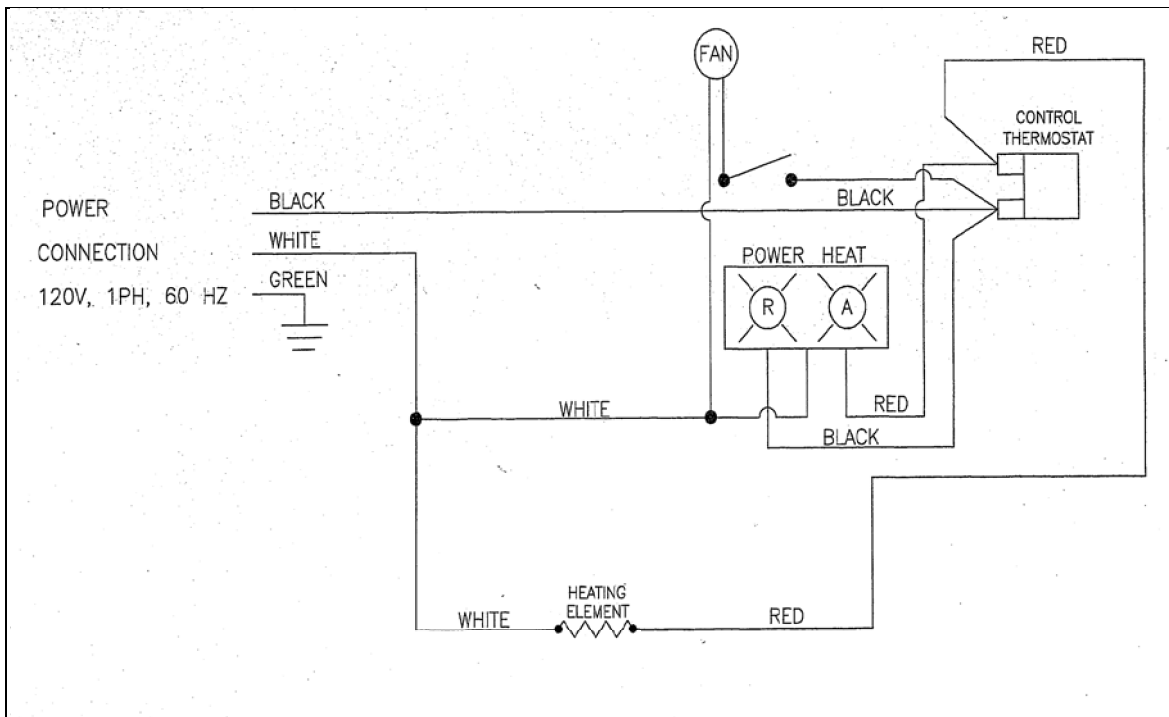 RED
FAN
CONTROL
THERMOSTAT
BLACK
BLACK
POWER
WHITE
CONNECTION
POWER HEAT
GREEN
120V, 1PH, 60 HZ
R
A
WHITE
RED
BLACK
HEATING
ELEMENT
WHITE
RED